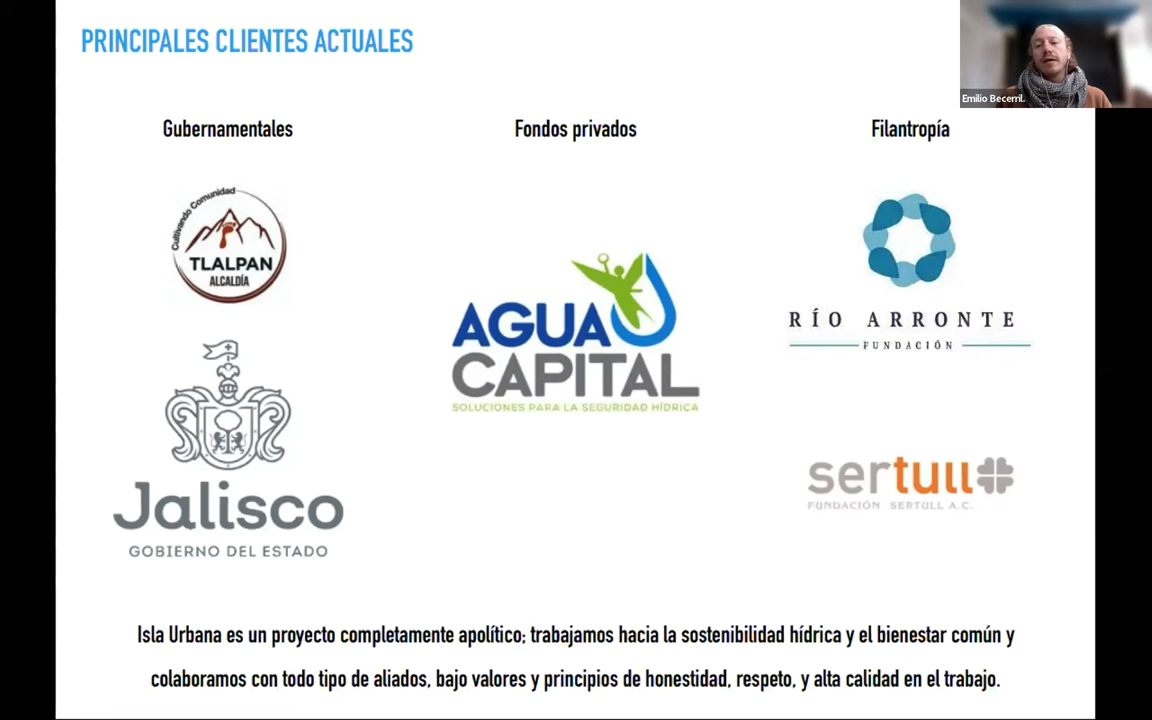 PRINCIPALES CLIENTES ACTUALES
Emilio Becerril
Gubernamentales
Fondos privados
Filantropía
Cultivando Comunidad
TLALPAN
ALCALDÍA
Jalisco
GOBIERNO DEL ESTADO
AGUA
CAPITAL
SOLUCIONES PARA LA SEGURIDAD HÍDRICA
RÍO ARRONTE
FUNDACIÓN
sertull
FUNDACIÓN SERTULL A.C.
Isla Urbana es un proyecto completamente apolítico; trabajamos hacia la sostenibilidad hídrica y el bienestar común y
colaboramos con todo tipo de aliados, bajo valores y principios de honestidad, respeto, y alta calidad en el trabajo.